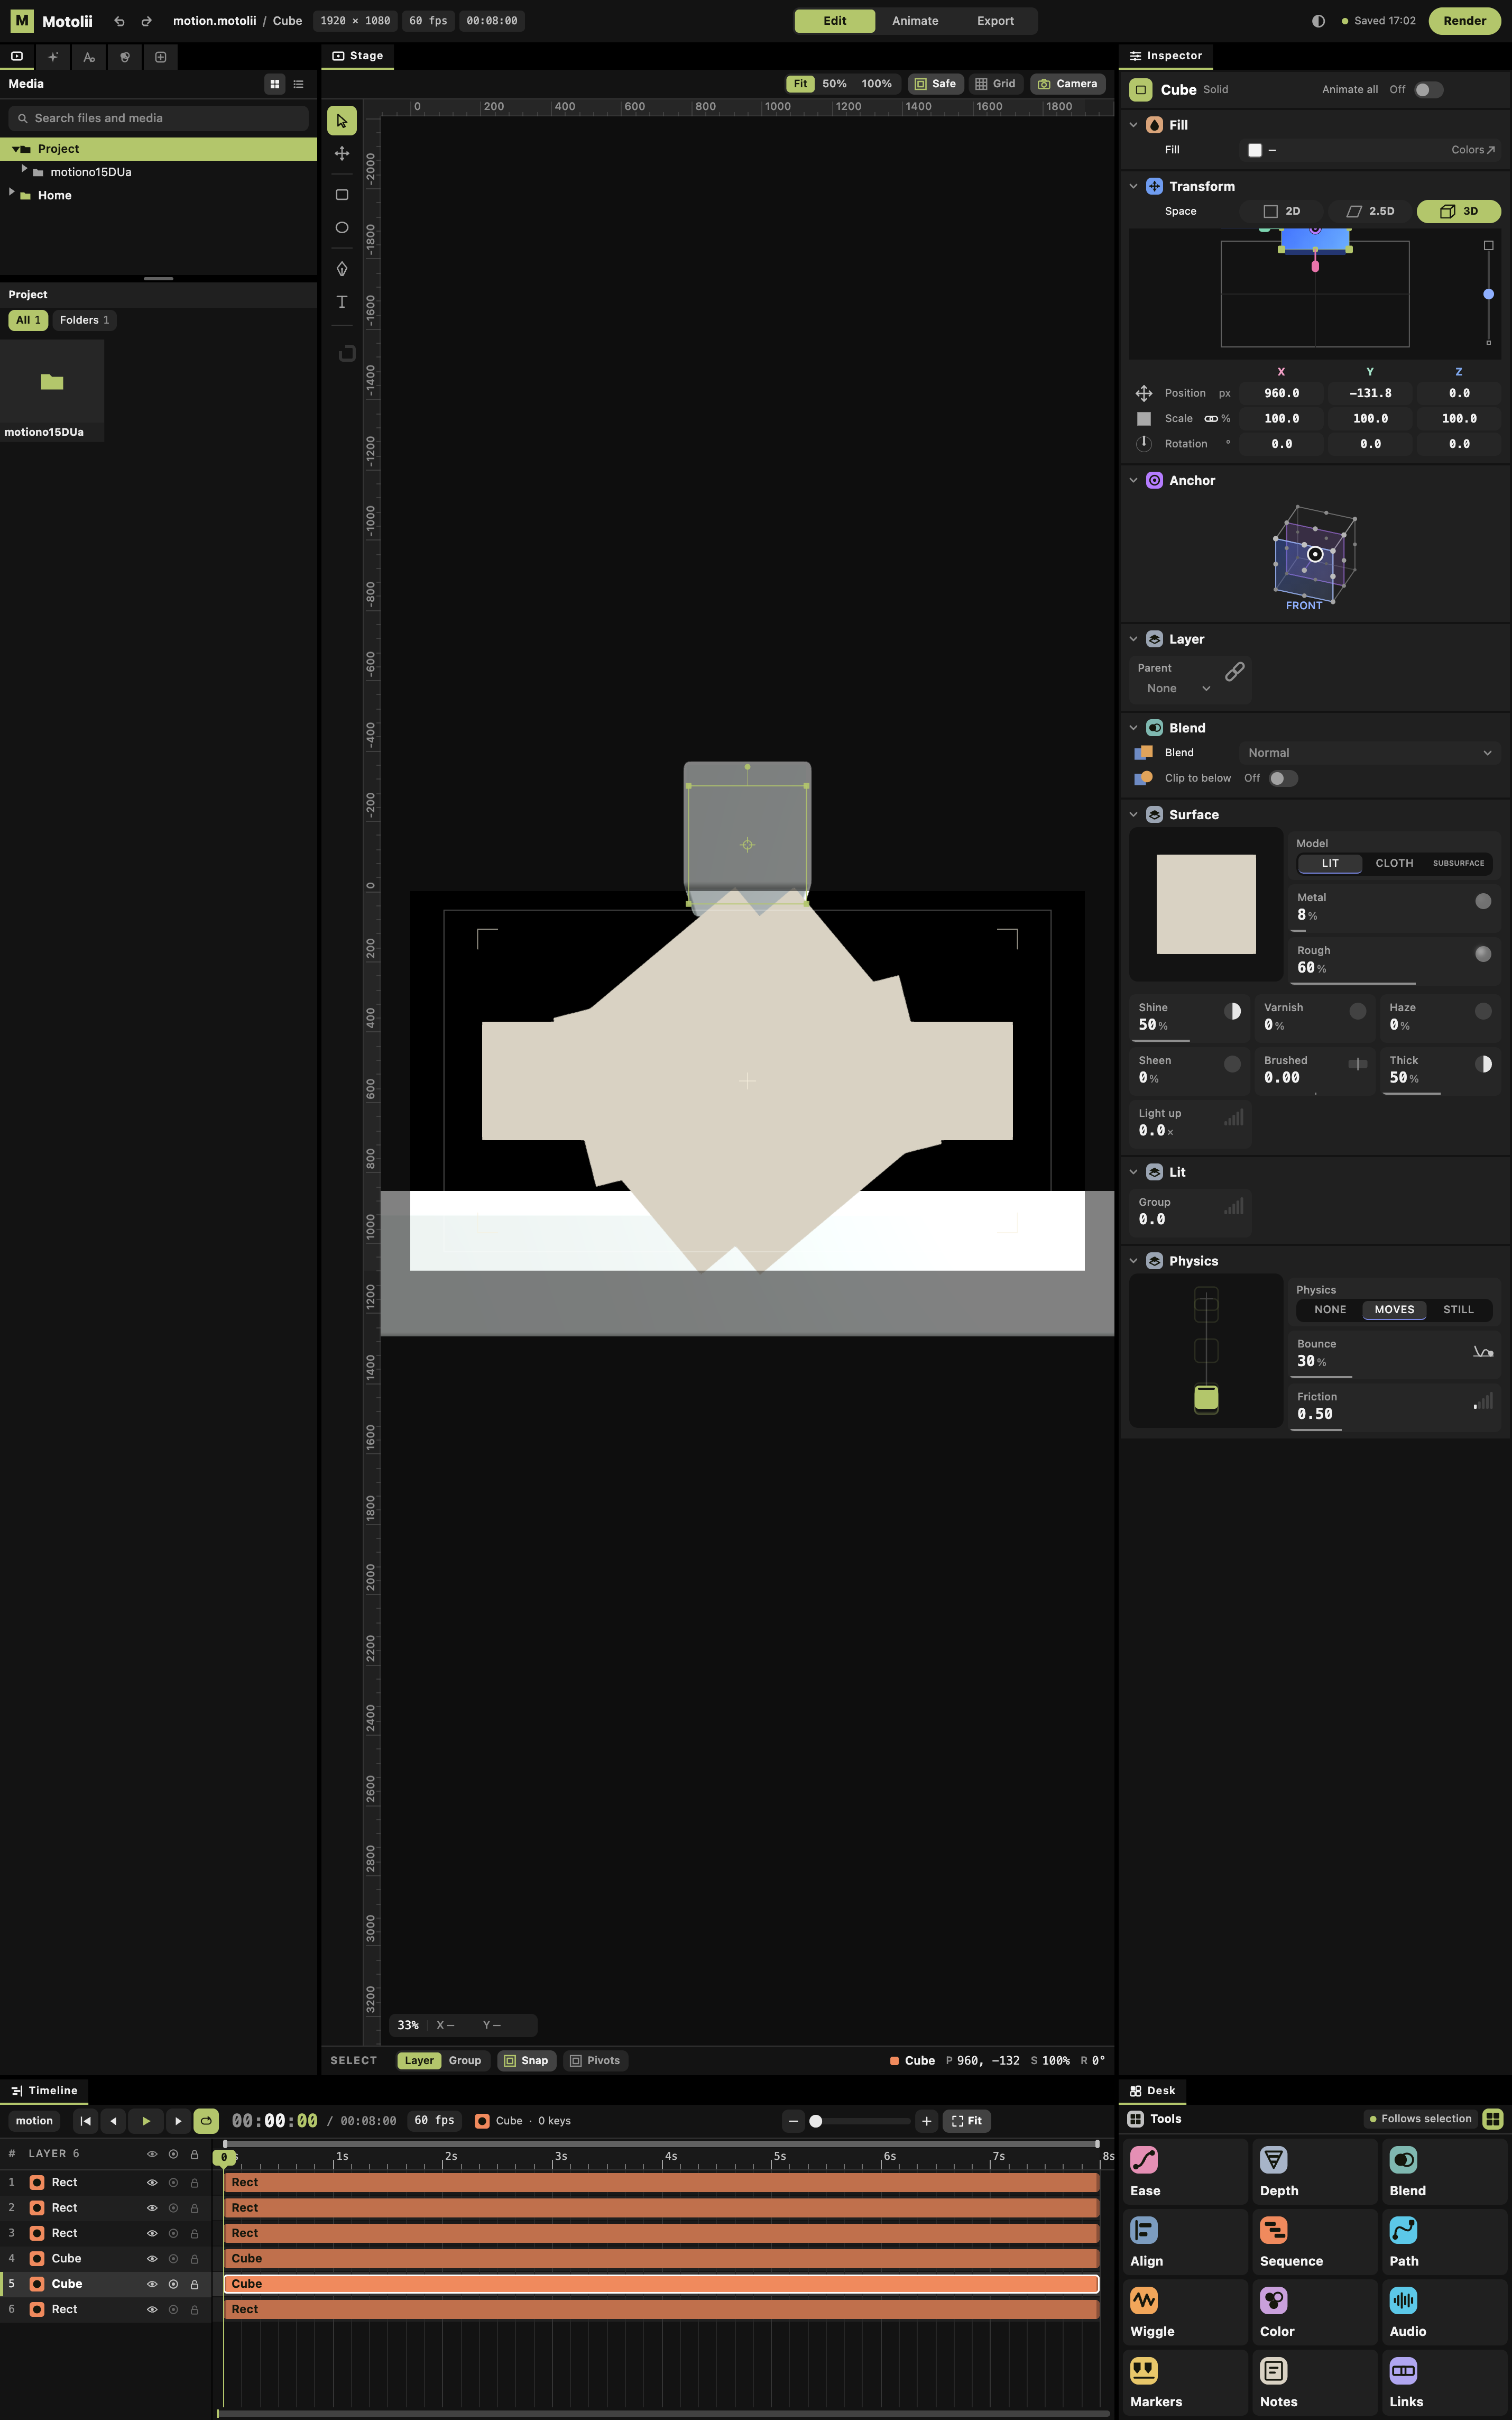 M Motolii
motion.motolii / Cube
1920 × 1080
60 fps
00:08:00
Edit
Animate
Export
Saved 17:02
Render
Media
Search files and media
Project
motiono15DUa
Home
Project
All 1
Folders 1
motiono15DUa
Stage
Fit
50%
100%
Safe
Grid
Camera
0 200 400 600 800 1000 1200 1400 1600 1800
-2000
-1800
-1600
-1400
-1200
-1000
-800
-600
-400
-200
0
200
400
600
800
1000
1200
1400
1600
1800
2000
2200
2400
2600
2800
3000
3200
33% X — Y —
SELECT
Layer
Group
Snap
Pivots
Cube P 960, −132 S 100% R 0°
Inspector
Cube Solid
Animate all Off
Fill
Fill –
Colors
Transform
Space
2D
2.5D
3D
X Y Z
Position px 960.0 −131.8 0.0
Scale % 100.0 100.0 100.0
Rotation ° 0.0 0.0 0.0
Anchor
FRONT
Layer
Parent
None
Blend
Blend Normal
Clip to below Off
Surface
Model
LIT CLOTH SUBSURFACE
Metal
8 %
Rough
60 %
Shine
50 %
Varnish
0 %
Haze
0 %
Sheen
0 %
Brushed
0.00
Thick
50 %
Light up
0.0 ×
Lit
Group
0.0
Physics
Physics
NONE MOVES STILL
Bounce
30 %
Friction
0.50
Timeline
motion
00:00:00 / 00:08:00
60 fps
Cube · 0 keys
Fit
# LAYER 6
0 1s 2s 3s 4s 5s 6s 7s 8s
1 Rect
Rect
2 Rect
Rect
3 Rect
Rect
4 Cube
Cube
5 Cube
Cube
6 Rect
Rect
Desk
Tools
Follows selection
Ease
Depth
Blend
Align
Sequence
Path
Wiggle
Color
Audio
Markers
Notes
Links